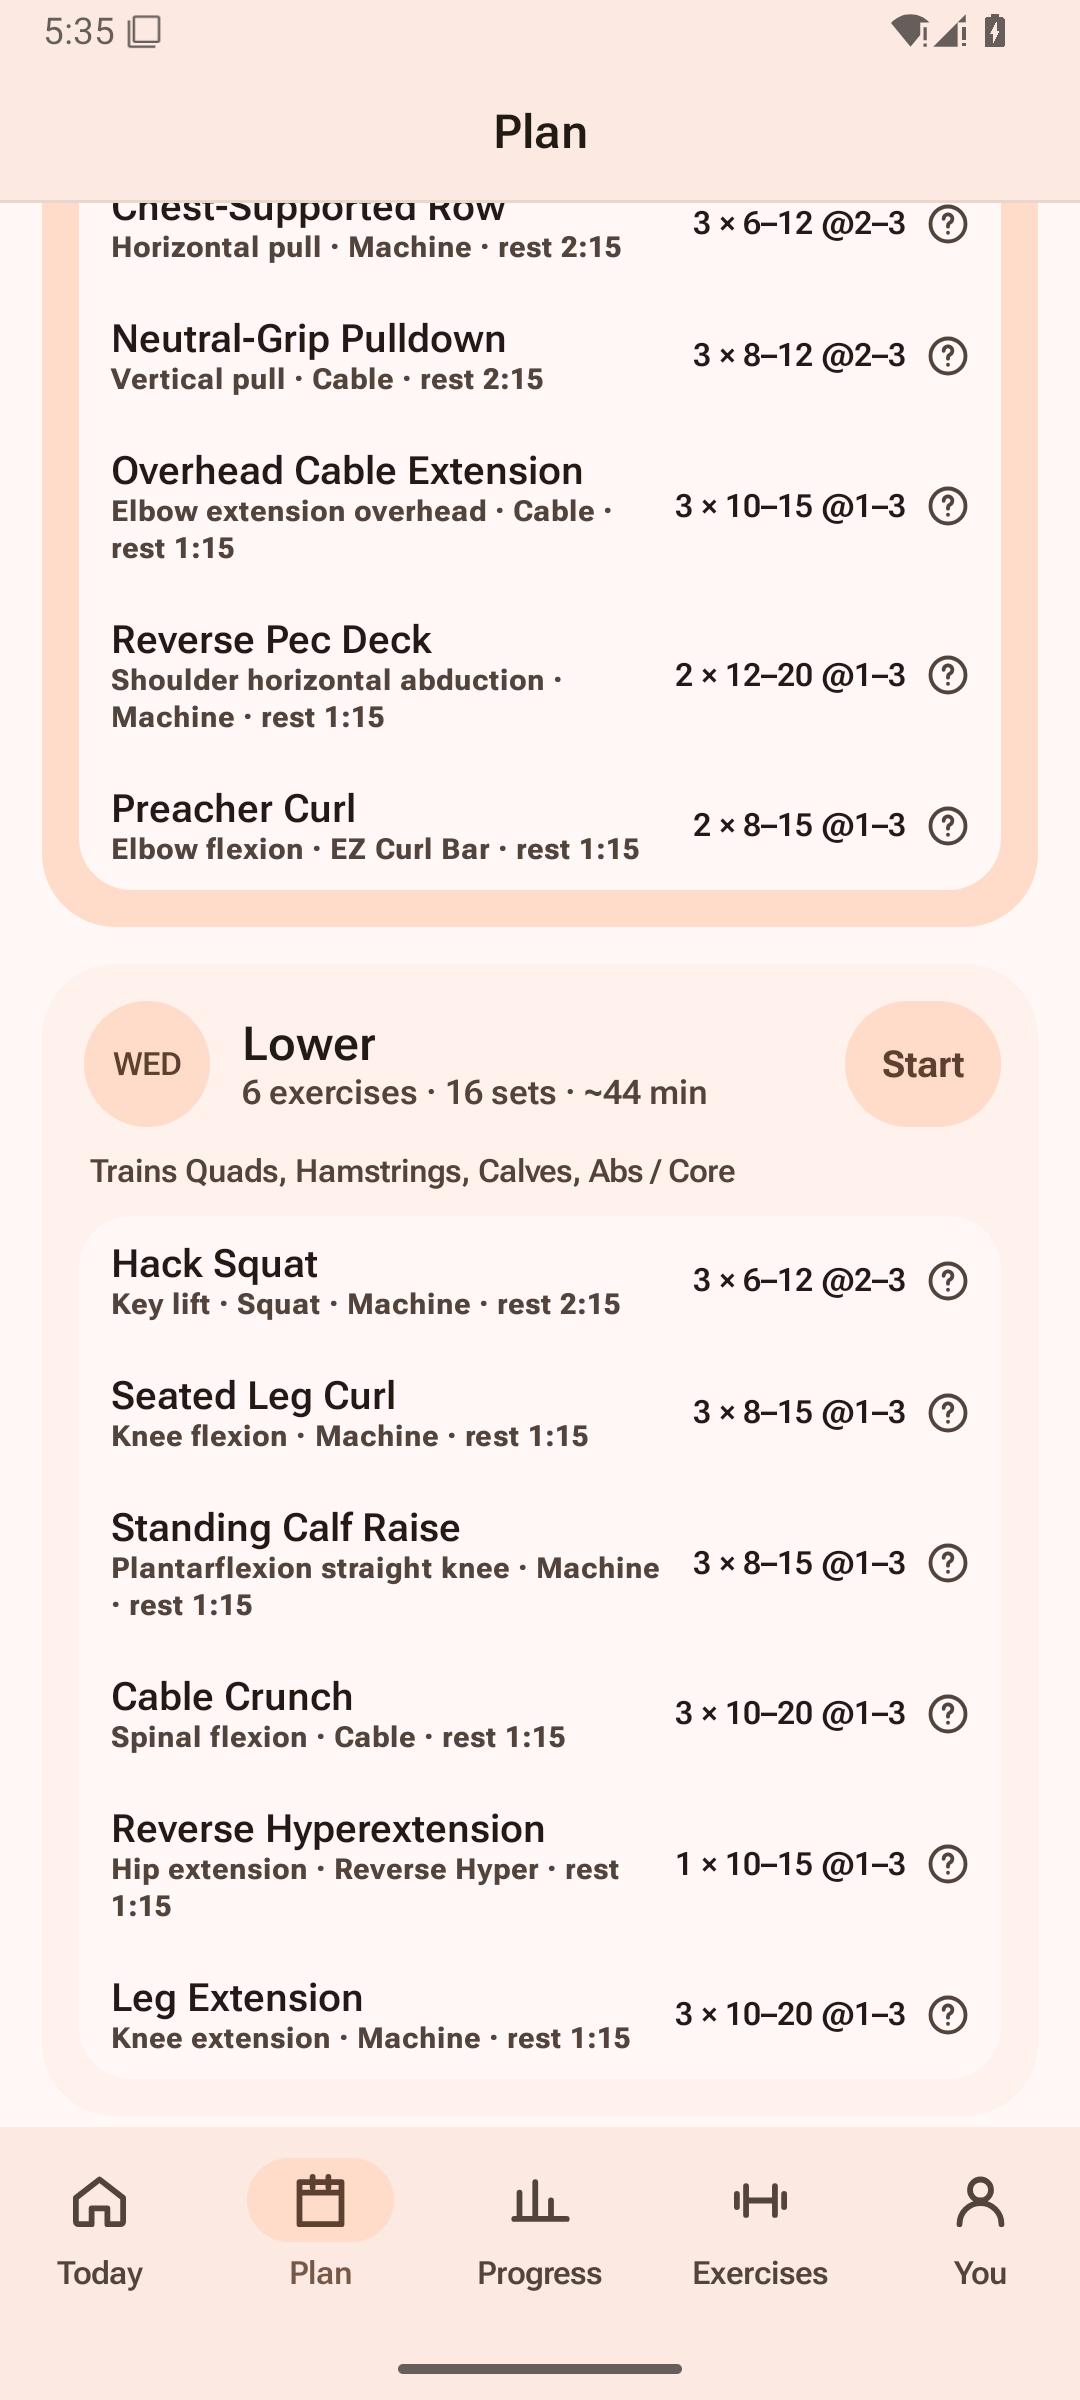 5:35
Plan
Chest-Supported Row
3 × 6–12 @2–3
Horizontal pull · Machine · rest 2:15
Neutral-Grip Pulldown
3 × 8–12 @2–3
Vertical pull · Cable · rest 2:15
Overhead Cable Extension
3 × 10–15 @1–3
Elbow extension overhead · Cable ·
rest 1:15
Reverse Pec Deck
2 × 12–20 @1–3
Shoulder horizontal abduction ·
Machine · rest 1:15
Preacher Curl
2 × 8–15 @1–3
Elbow flexion · EZ Curl Bar · rest 1:15
WED
Lower
6 exercises · 16 sets · ~44 min
Start
Trains Quads, Hamstrings, Calves, Abs / Core
Hack Squat
3 × 6–12 @2–3
Key lift · Squat · Machine · rest 2:15
Seated Leg Curl
3 × 8–15 @1–3
Knee flexion · Machine · rest 1:15
Standing Calf Raise
3 × 8–15 @1–3
Plantarflexion straight knee · Machine
· rest 1:15
Cable Crunch
3 × 10–20 @1–3
Spinal flexion · Cable · rest 1:15
Reverse Hyperextension
1 × 10–15 @1–3
Hip extension · Reverse Hyper · rest
1:15
Leg Extension
3 × 10–20 @1–3
Knee extension · Machine · rest 1:15
Today
Plan
Progress
Exercises
You